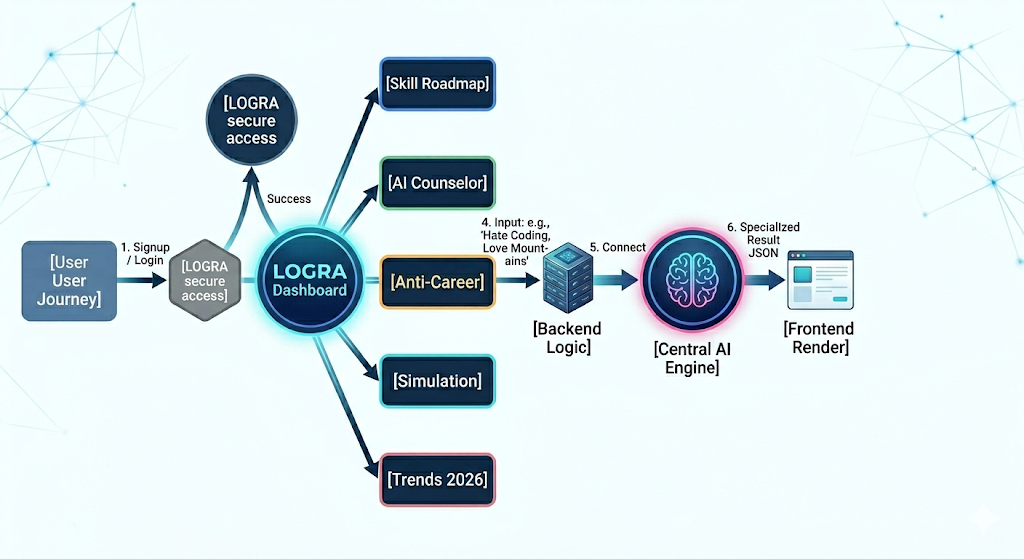 [LOGRA
secure
access
Success
[User
User
Journey]
1. Signup
/ Login
[LOGRA
secure
access]
LOGRA
Dashboard
[Skill Roadmap]
[AI Counselor]
[Anti-Career]
[Simulation]
[Trends 2026]
4. Input: e.g.,
'Hate Coding,
Love Mount-
ains'
[Backend
Logic]
5. Connect
[Central AI
Engine]
6. Specialized
Result
JSON
[Frontend
Render]